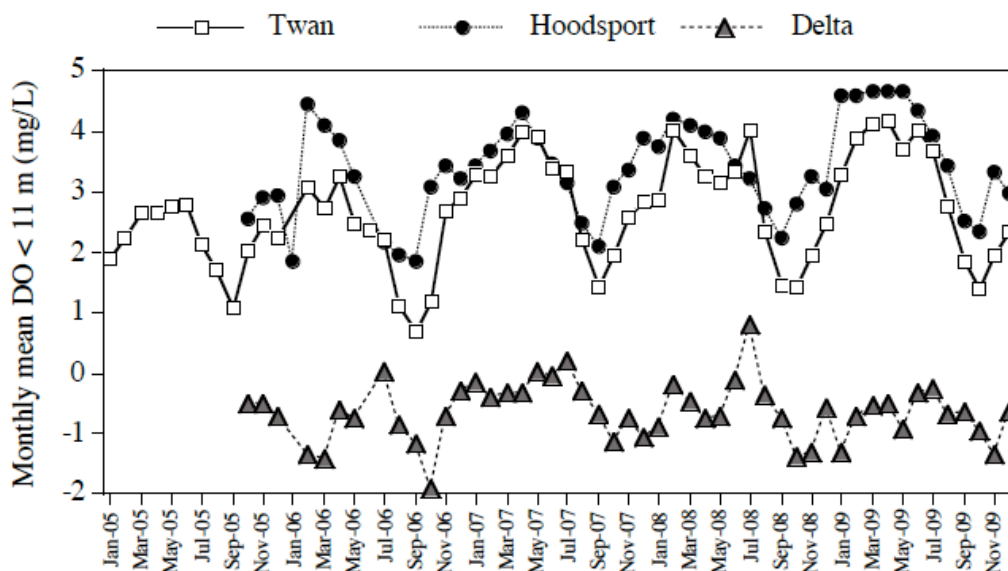 Twan Hoodsport Delta
Monthly mean DO < 11 m (mg/L)
5
4
3
2
1
0
-1
-2
Jan-05 Mar-05 May-05 Jul-05 Sep-05 Nov-05 Jan-06 Mar-06 May-06 Jul-06 Sep-06 Nov-06 Jan-07 Mar-07 May-07 Jul-07 Sep-07 Nov-07 Jan-08 Mar-08 May-08 Jul-08 Sep-08 Nov-08 Jan-09 Mar-09 May-09 Jul-09 Sep-09 Nov-09